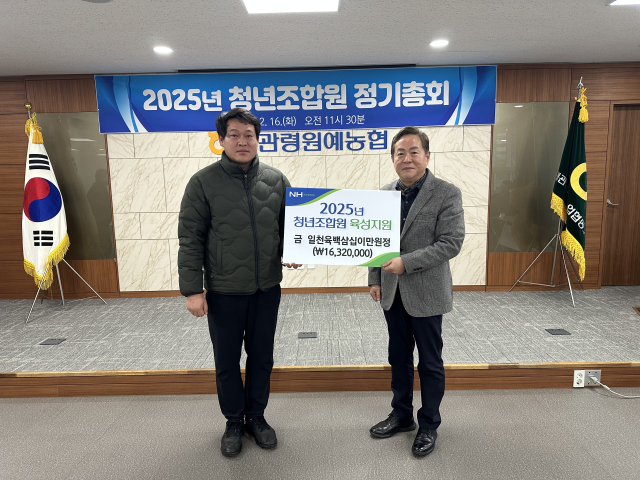 2025년 청년조합원 정기총회
2. 16.(화) 오전 11시 30분
관령원예농협
NH
2025년
청년조합원 육성지원
금 일천육백삼십이만원정
(₩16,320,000)